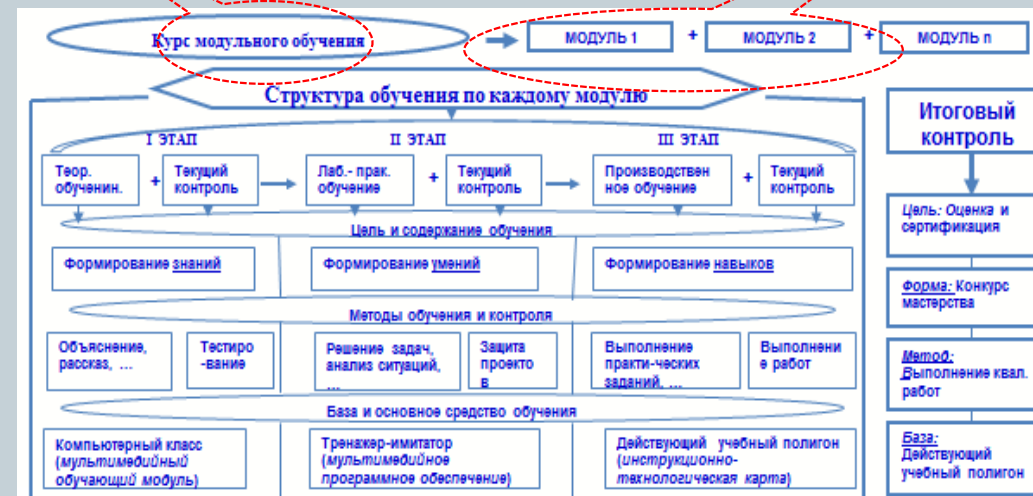 Курс модульного обучения
МОДУЛЬ 1
+
МОДУЛЬ 2
+
МОДУЛЬ n
Структура обучения по каждому модулю
I ЭТАП
II ЭТАП
III ЭТАП
Теор.
обученин.
+
Текущий
контроль
Лаб.- прак.
обучение
+
Текущий
контроль
Производствен
ное обучение
+
Текущий
контроль
Цель и содержание обучения
Формирование знаний
Формирование умений
Формирование навыков
Методы обучения и контроля
Объяснение,
рассказ, ...
Тестиро
-вание
Решение задач,
анализ ситуаций,
...
Защита
проекто
в
Выполнение
практи-ческих
заданий, ...
Выполнени
е работ
База и основное средство обучения
Компьютерный класс
(мультимедийный
обучающий модуль)
Тренажер-имитатор
(мультимедийное
программное обеспечение)
Действующий учебный полигон
(инструкционно-
технологическая карта)
Итоговый
контроль
Цель: Оценка и
сертификация
Форма: Конкурс
мастерства
Метод:
Выполнение квал.
работ
База:
Действующий
учебный полигон